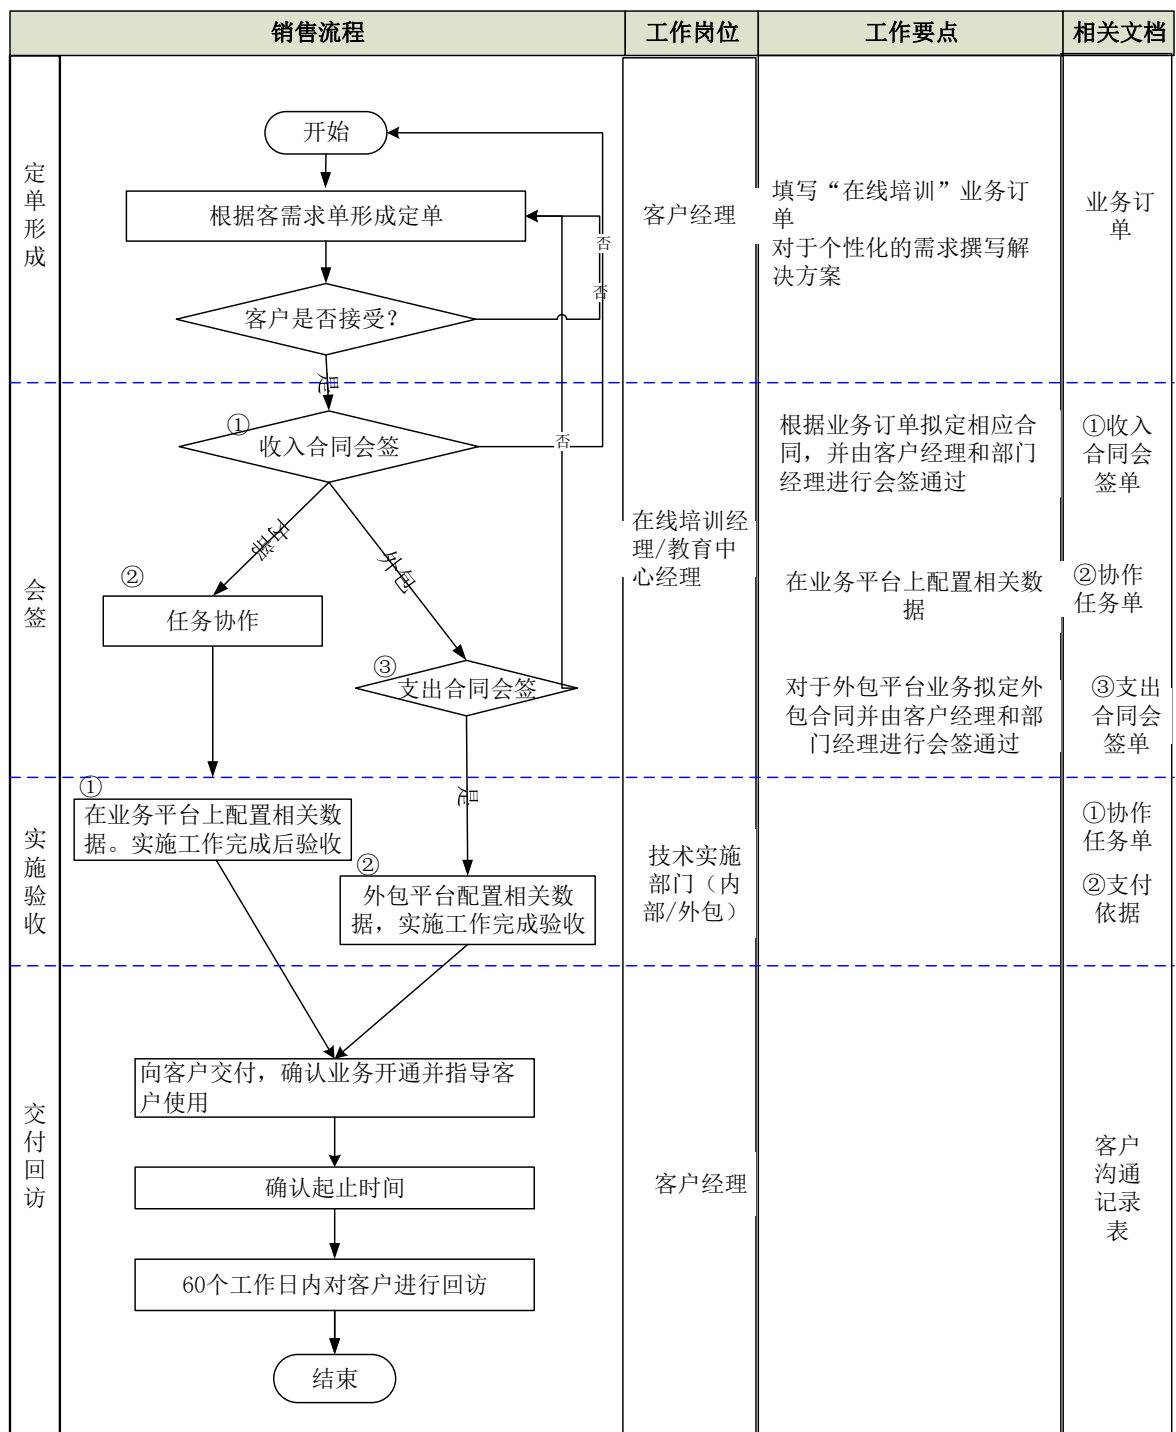 销售流程
工作岗位
工作要点
相关文档
定
单
形
成
开始
根据客需求单形成定单
否
客户是否接受？
否
是
客户经理
填写“在线培训”业务订
单
对于个性化的需求撰写解
决方案
业务订
单
会
签
①
收入合同会签
否
内部
外包
②
任务协作
③
支出合同会签
在线培训经
理/教育中
心经理
根据业务订单拟定相应合
同，并由客户经理和部门
经理进行会签通过
在业务平台上配置相关数
据
对于外包平台业务拟定外
包合同并由客户经理和部
门经理进行会签通过
①收入
合同会
签单
②协作
任务单
③支出
合同会
签单
实
施
验
收
①
在业务平台上配置相关数
据。实施工作完成后验收
是
②
外包平台配置相关数
据，实施工作完成验收
技术实施
部门（内
部/外包）
①协作
任务单
②支付
依据
交
付
回
访
向客户交付，确认业务开通并指导客
户使用
确认起止时间
60个工作日内对客户进行回访
结束
客户经理
客户
沟通
记录
表